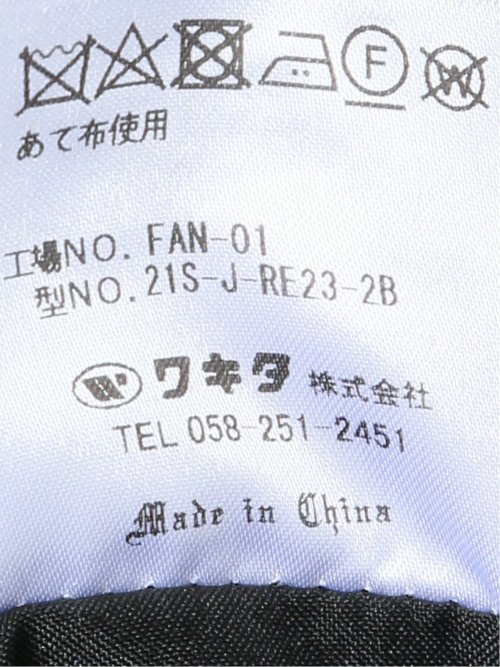 F W
あて布使用
工場NO. FAN-01
型NO. 21S-J-RE23-2B
ワキタ 株式会社
TEL 058-251-2451
Made in China